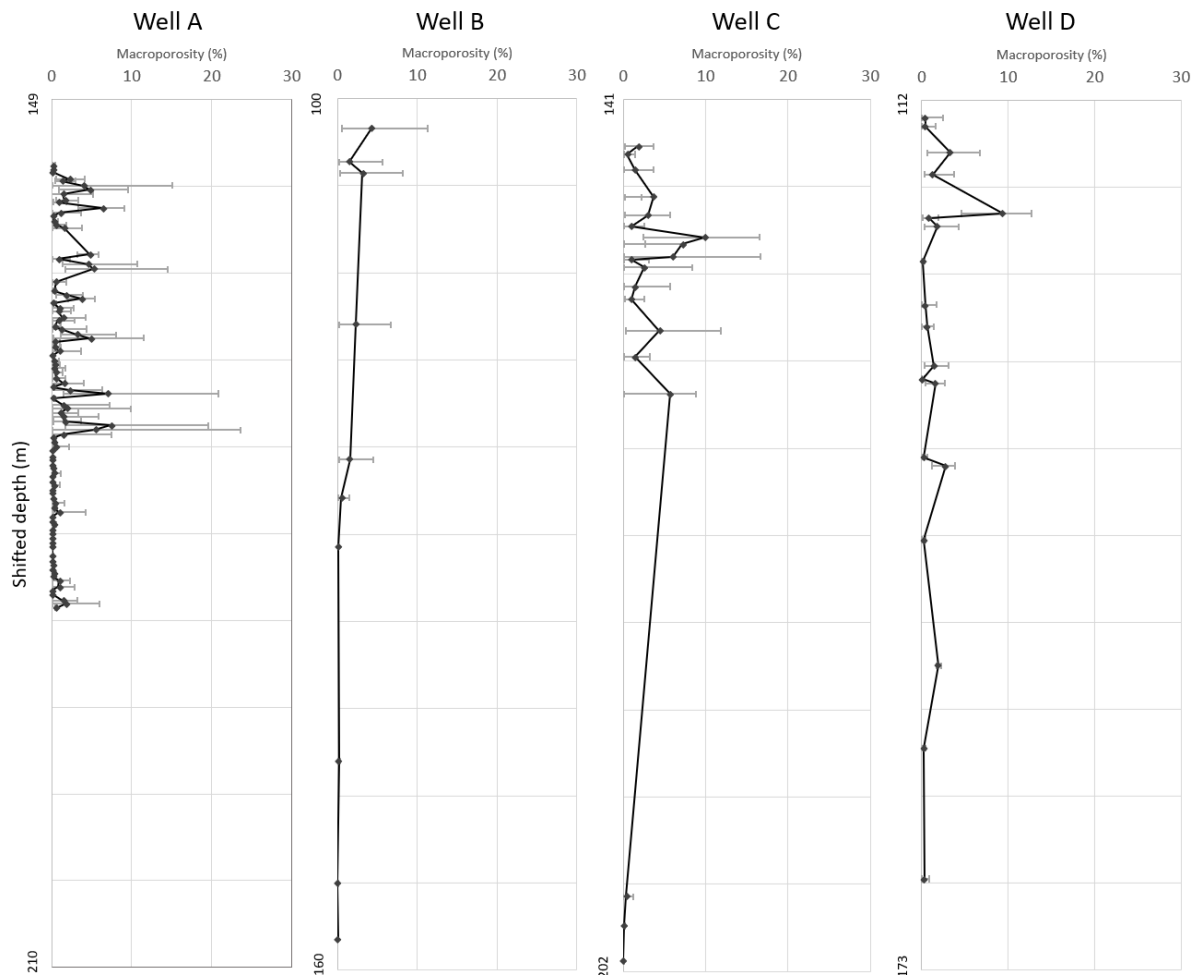 Well A
Well B
Well C
Well D
Macroporosity (%)
Macroporosity (%)
Macroporosity (%)
Macroporosity (%)
0 10 20 30
0 10 20 30
0 10 20 30
0 10 20 30
149
100
141
112
Shifted depth (m)
210
160
202
173